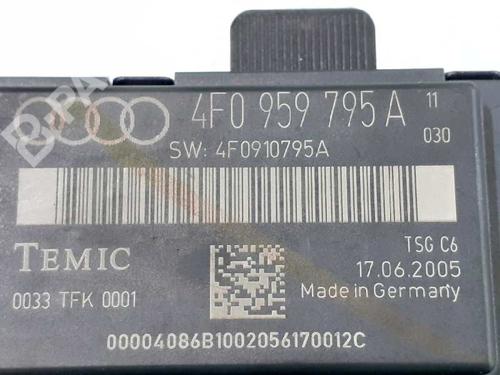 4F0 959 795 A 11
030
SW: 4F0910795A
TEMIC
TSG C6
17.06.2005
0033 TFK 0001
Made in Germany
00004086B1002056170012C